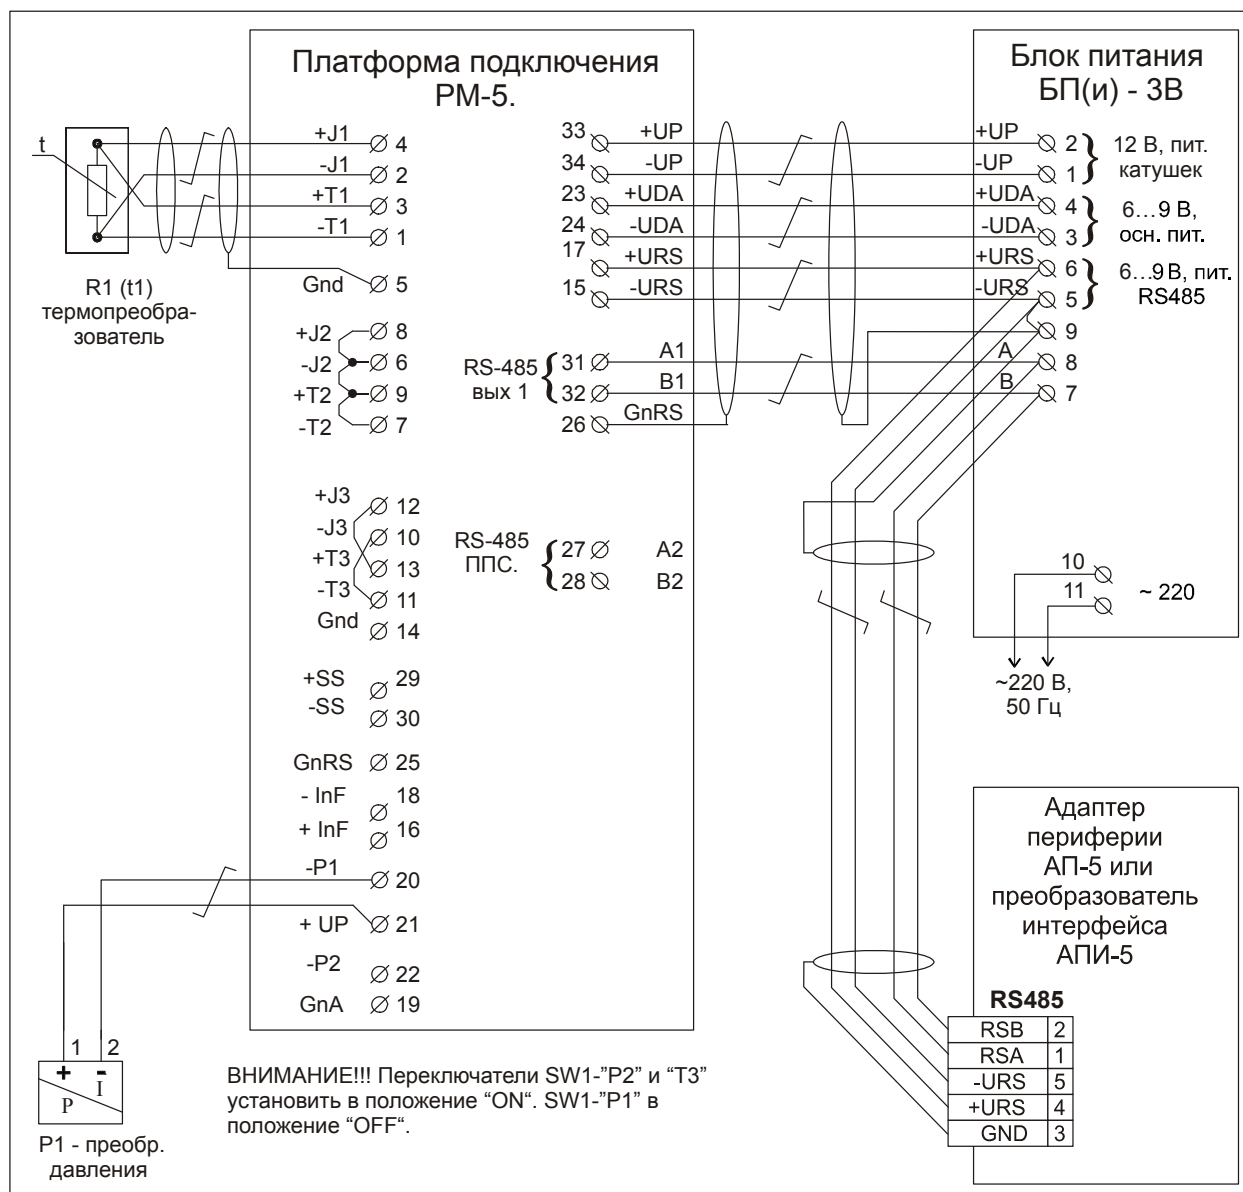 Платформа подключения
РМ-5.
Блок питания
БП(и) - 3В
t
R1 (t1)
термопреобра-
зователь
+J1 4
-J1 2
+T1 3
-T1 1
Gnd 5
+J2 8
-J2 6
+T2 9
-T2 7
+J3 12
-J3 10
+T3 13
-T3 11
Gnd 14
+SS 29
-SS 30
GnRS 25
- InF 18
+ InF 16
-P1 20
+ UP 21
-P2 22
GnA 19
33 +UP
34 -UP
23 +UDA
24 -UDA
17 +URS
15 -URS
RS-485
вых 1
31 A1
32 B1
26 GnRS
RS-485
ППС.
27 A2
28 B2
+UP 2
-UP 1
12 В, пит.
катушек
+UDA 4
-UDA 3
6...9 В,
осн. пит.
+URS 6
-URS 5
6...9 В, пит.
RS485
9
A 8
B 7
10
11
~ 220
~220 В,
50 Гц
Адаптер
периферии
АП-5 или
преобразователь
интерфейса
АПИ-5
RS485
RSB 2
RSA 1
-URS 5
+URS 4
GND 3
1 2
+ -
P I
P1 - преобр.
давления
ВНИМАНИЕ!!! Переключатели SW1-”P2” и “T3”
установить в положение “ON“. SW1-”P1” в
положение “OFF“.